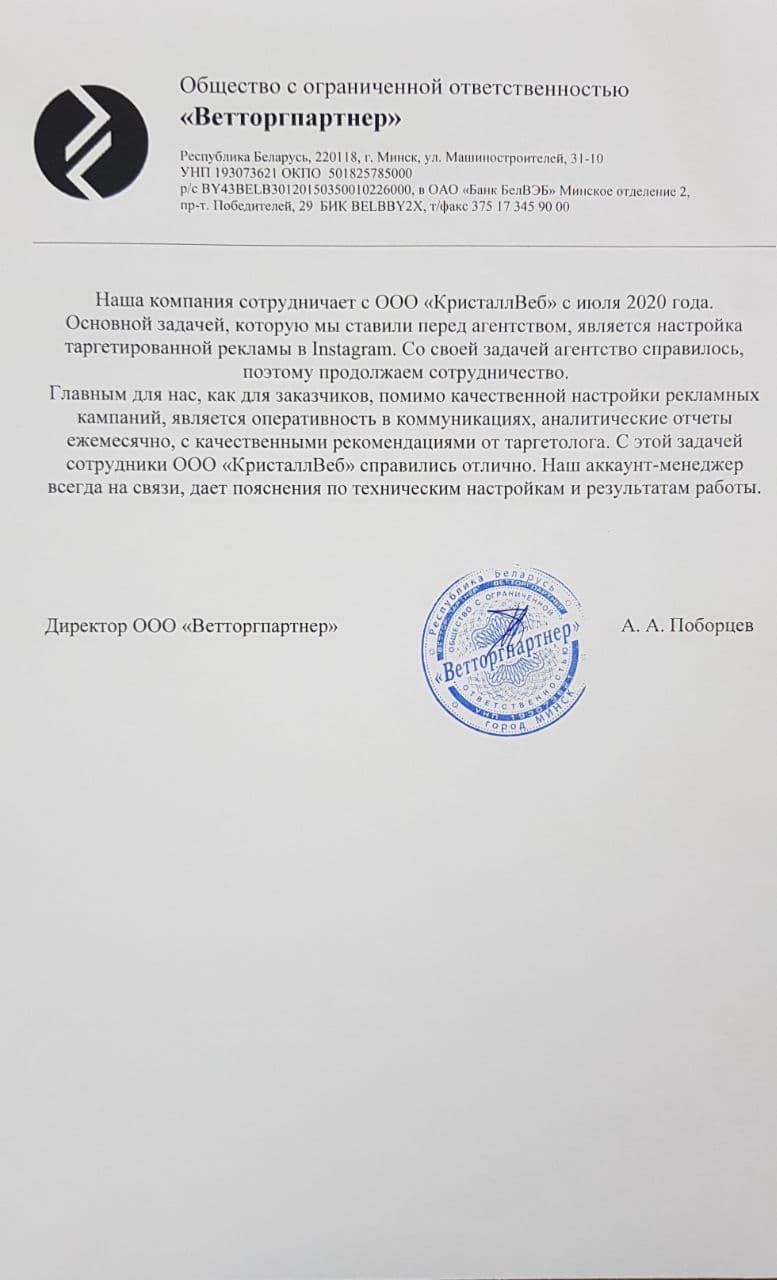 Общество с ограниченной ответственностью
«Ветторгпартнер»
Республика Беларусь, 220118, г. Минск, ул. Машиностроителей, 31-10
УНП 193073621 ОКПО 501825785000
р/с BY43BELB30120150350010226000, в ОАО «Банк БелВЭБ» Минское отделение 2,
пр-т. Победителей, 29 БИК BELBBY2X, т/факс 375 17 345 90 00
Наша компания сотрудничает с ООО «КристаллВеб» с июля 2020 года.
Основной задачей, которую мы ставили перед агентством, является настройка
таргетированной рекламы в Instagram. Со своей задачей агентство справилось,
поэтому продолжаем сотрудничество.
Главным для нас, как для заказчиков, помимо качественной настройки рекламных
кампаний, является оперативность в коммуникациях, аналитические отчеты
ежемесячно, с качественными рекомендациями от таргетолога. С этой задачей
сотрудники ООО «КристаллВеб» справились отлично. Наш аккаунт-менеджер
всегда на связи, дает пояснения по техническим настройкам и результатам работы.
Директор ООО «Ветторгпартнер»
Республика Беларусь
ОБЩЕСТВО С ОГРАНИЧЕННОЙ
«Ветторгпартнер»
ОТВЕТСТВЕННОСТЬЮ
УНП 193073621
город МИНСК
А. А. Поборцев